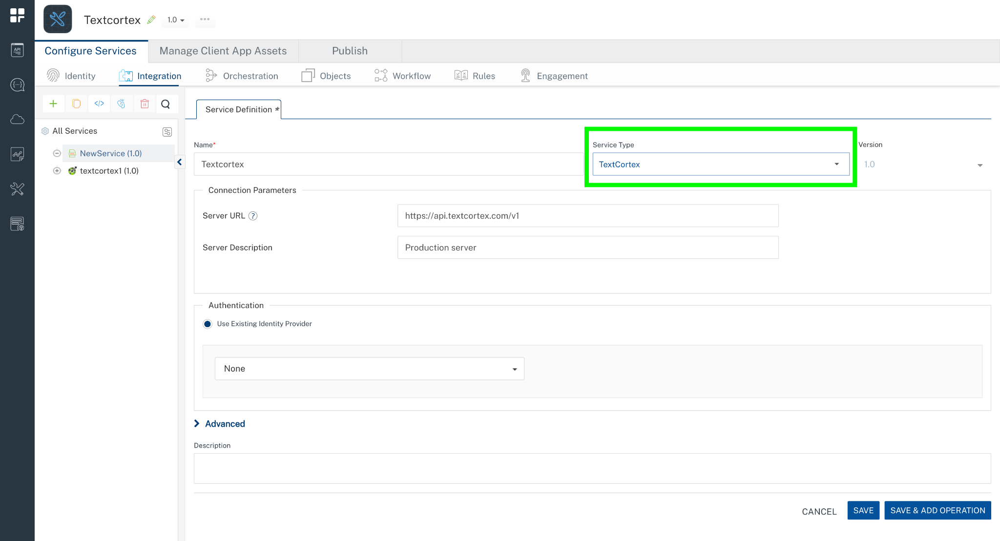 Textcortex 1.0
Configure Services Manage Client App Assets Publish
API
Identity Integration Orchestration Objects Workflow Rules Engagement
</>
Service Definition *
All Services
NewService (1.0)
textcortex1 (1.0)
Name* Service Type Version
Textcortex TextCortex 1.0
Connection Parameters
Server URL ? https://api.textcortex.com/v1
Server Description Production server
Authentication
Use Existing Identity Provider
None
Advanced
Description
CANCEL SAVE SAVE & ADD OPERATION